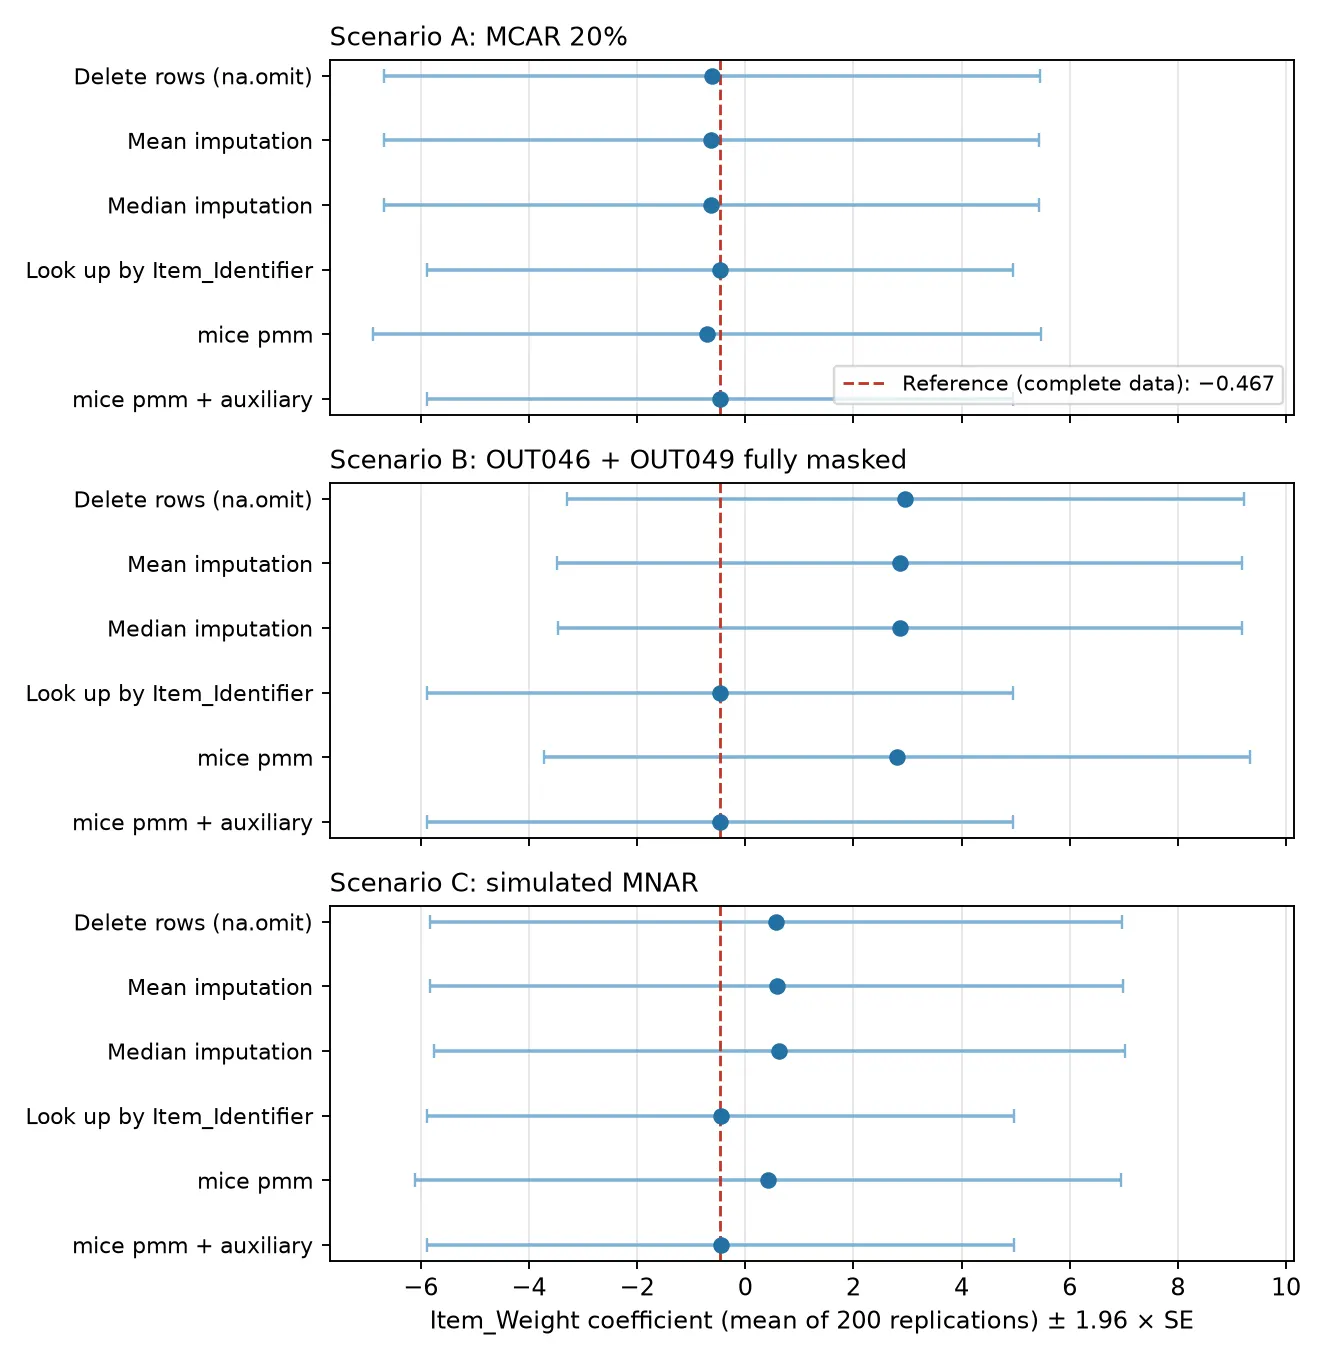 Scenario A: MCAR 20%
Delete rows (na.omit)
Mean imputation
Median imputation
Look up by Item_Identifier
mice pmm
mice pmm + auxiliary
Reference (complete data): −0.467
Scenario B: OUT046 + OUT049 fully masked
Delete rows (na.omit)
Mean imputation
Median imputation
Look up by Item_Identifier
mice pmm
mice pmm + auxiliary
Scenario C: simulated MNAR
Delete rows (na.omit)
Mean imputation
Median imputation
Look up by Item_Identifier
mice pmm
mice pmm + auxiliary
−6 −4 −2 0 2 4 6 8 10
Item_Weight coefficient (mean of 200 replications) ± 1.96 × SE